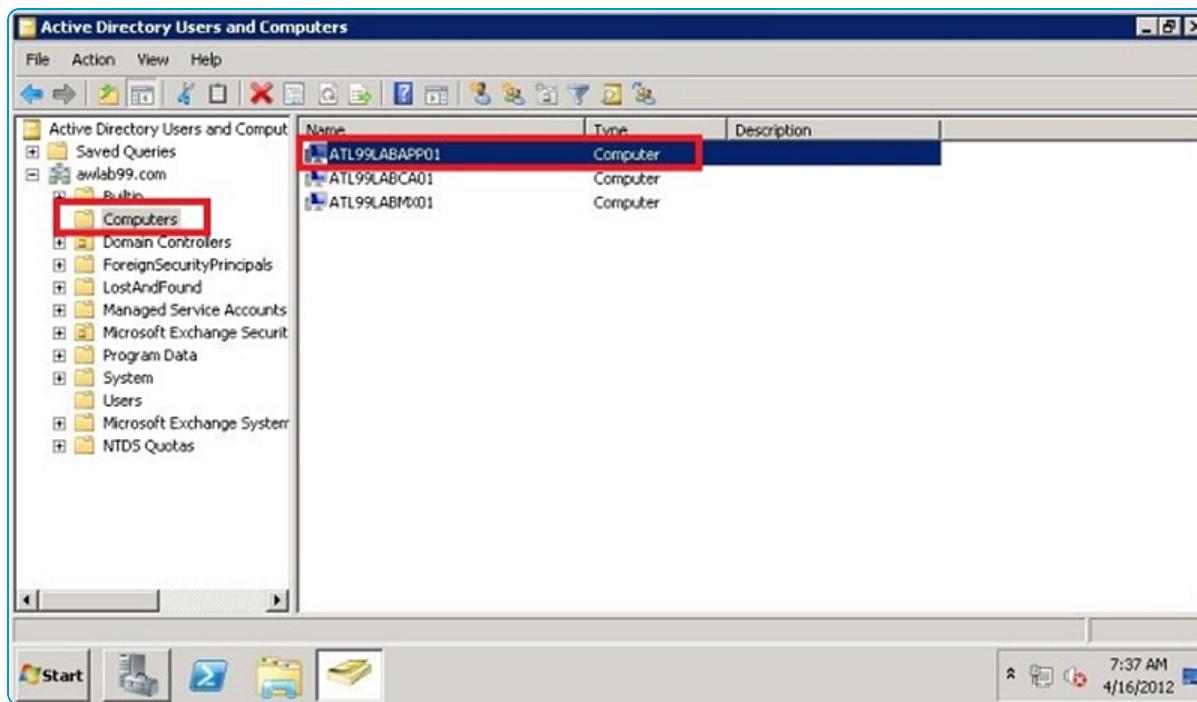 Active Directory Users and Computers
File Action View Help
Active Directory Users and Comput
Saved Queries
awlab99.com
Builtin
Computers
Domain Controllers
ForeignSecurityPrincipals
LostAndFound
Managed Service Accounts
Microsoft Exchange Securit
Program Data
System
Users
Microsoft Exchange System
NTDS Quotas
Name Type Description
ATL99LABAPP01 Computer
ATL99LABCA01 Computer
ATL99LABMX01 Computer
Start
7:37 AM
4/16/2012